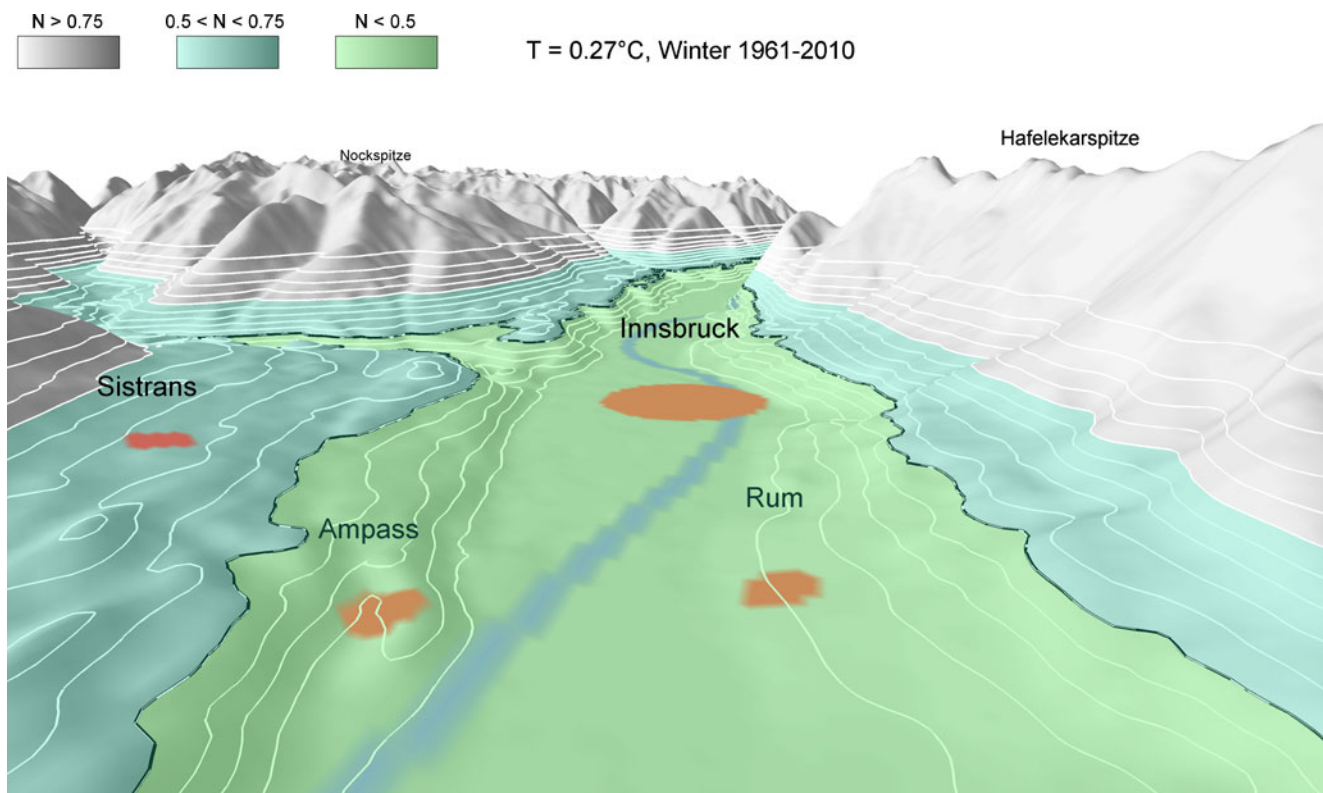 N > 0.75
0.5 < N < 0.75
N < 0.5
T = 0.27°C, Winter 1961-2010
Hafelekarspitze
Nockspitze
Innsbruck
Sistrans
Rum
Ampass